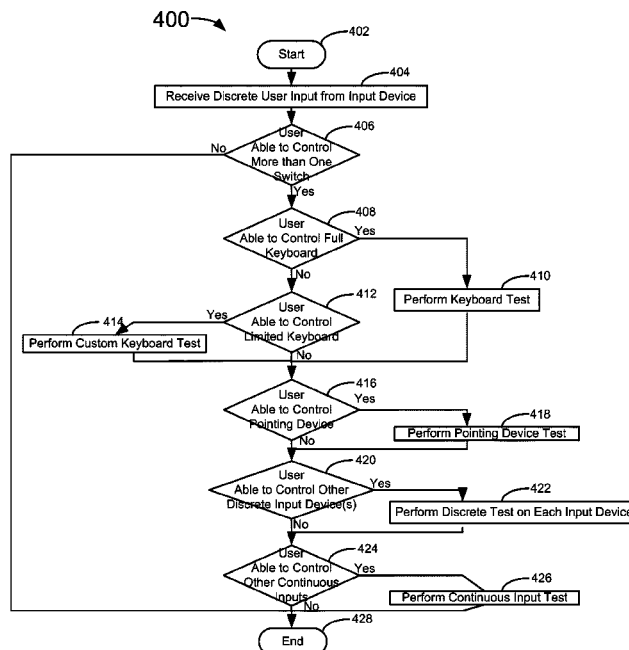 400
402
Start
404
Receive Discrete User Input from Input Device
406
User
Able to Control
More than One
Switch
No
Yes
408
User
Able to Control Full
Keyboard
Yes
No
410
Perform Keyboard Test
412
User
Able to Control
Limited Keyboard
Yes
No
414
Perform Custom Keyboard Test
416
User
Able to Control
Pointing Device
Yes
No
418
Perform Pointing Device Test
420
User
Able to Control Other
Discrete Input Device(s)
Yes
No
422
Perform Discrete Test on Each Input Device
424
User
Able to Control
Other Continuous
Inputs
Yes
No
426
Perform Continuous Input Test
428
End